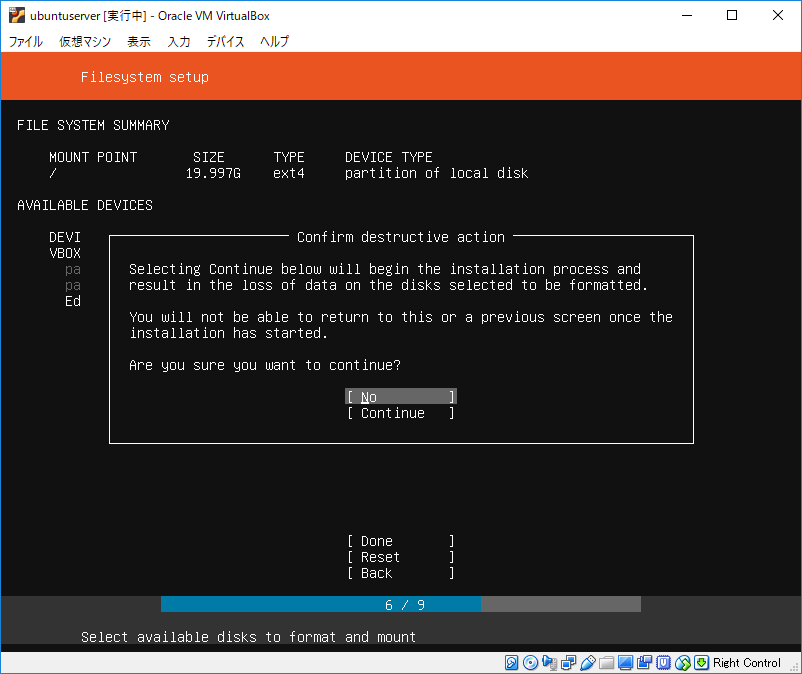 ubuntuserver [実行中] - Oracle VM VirtualBox
ファイル 仮想マシン 表示 入力 デバイス ヘルプ
Filesystem setup
FILE SYSTEM SUMMARY
MOUNT POINT SIZE TYPE DEVICE TYPE
/ 19.997G ext4 partition of local disk
AVAILABLE DEVICES
DEVI
VBOX
pa
pa
Ed
Confirm destructive action
Selecting Continue below will begin the installation process and
result in the loss of data on the disks selected to be formatted.
You will not be able to return to this or a previous screen once the
installation has started.
Are you sure you want to continue?
[ No ]
[ Continue ]
[ Done ]
[ Reset ]
[ Back ]
6 / 9
Select available disks to format and mount
Right Control